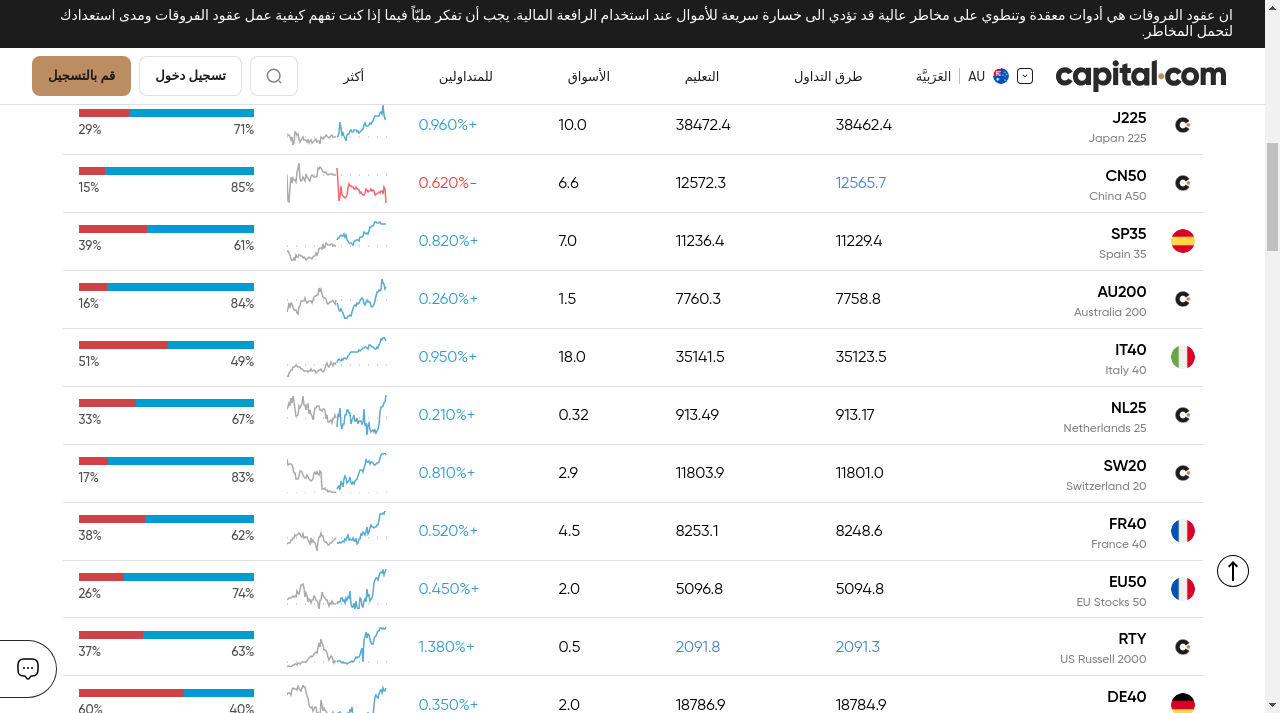 ان عقود الفروقات هي أدوات معقدة وتنطوي على مخاطر عالية قد تؤدي الى خسارة سريعة للأموال عند استخدام الرافعة المالية. يجب أن تفكر مليّاً فيما إذا كنت تفهم كيفية عمل عقود الفروقات ومدى استعدادك
لتحمل المخاطر.
capital.com
AU
العَرَبيَّة
طرق التداول
التعليم
الأسواق
للمتداولين
أكثر
تسجيل دخول
قم بالتسجيل
J225
Japan 225
38462.4
38472.4
10.0
0.960%+
71%
29%
CN50
China A50
12565.7
12572.3
6.6
0.620%-
85%
15%
SP35
Spain 35
11229.4
11236.4
7.0
0.820%+
61%
39%
AU200
Australia 200
7758.8
7760.3
1.5
0.260%+
84%
16%
IT40
Italy 40
35123.5
35141.5
18.0
0.950%+
49%
51%
NL25
Netherlands 25
913.17
913.49
0.32
0.210%+
67%
33%
SW20
Switzerland 20
11801.0
11803.9
2.9
0.810%+
83%
17%
FR40
France 40
8248.6
8253.1
4.5
0.520%+
62%
38%
EU50
EU Stocks 50
5094.8
5096.8
2.0
0.450%+
74%
26%
RTY
US Russell 2000
2091.3
2091.8
0.5
1.380%+
63%
37%
DE40
18784.9
18786.9
2.0
0.350%+
40%
60%